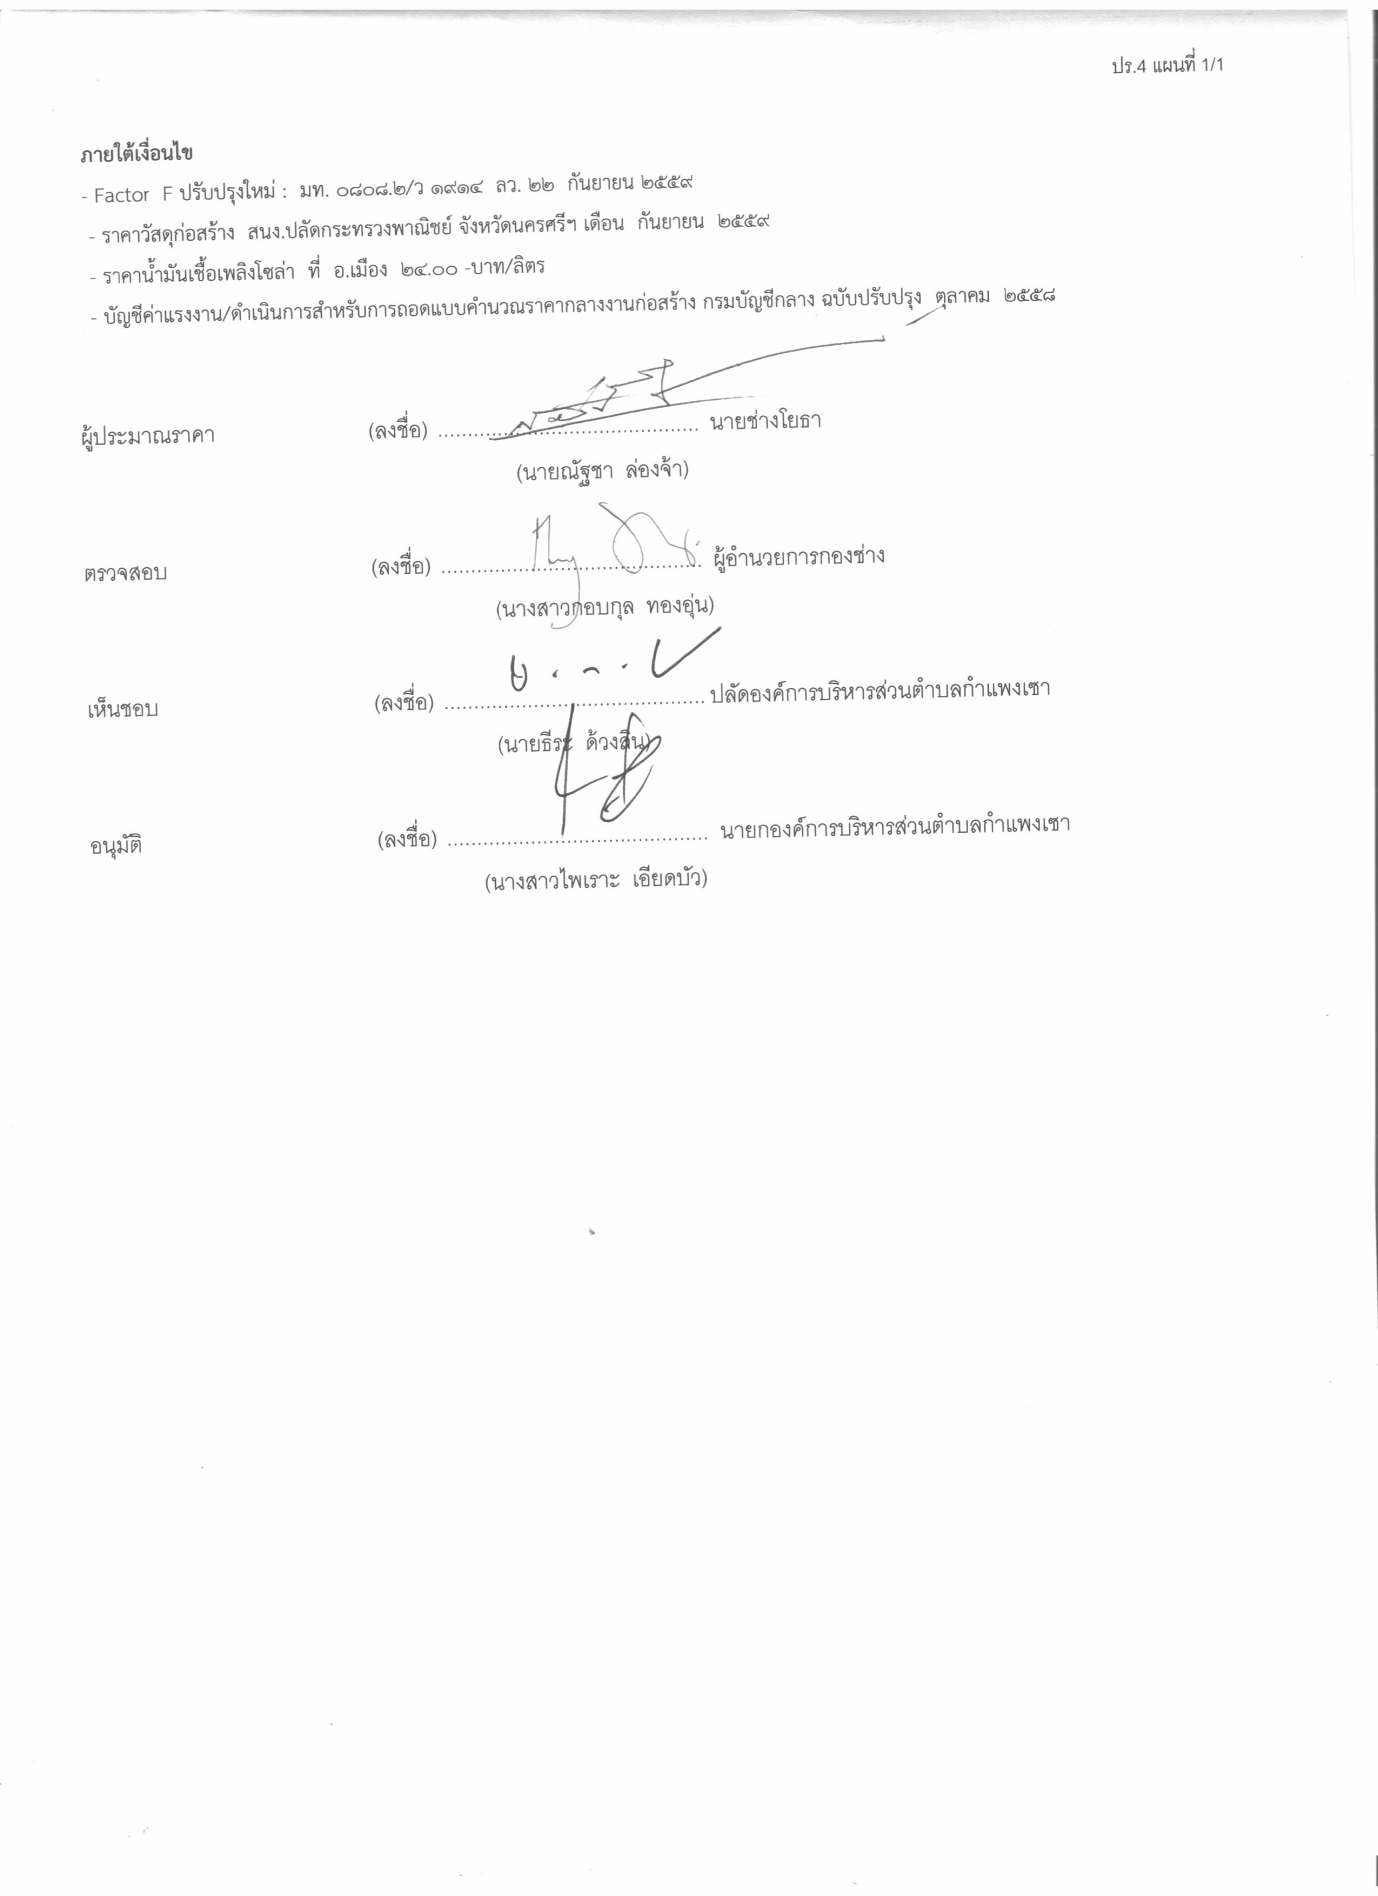 ปร.4 แผนที่ 1/1
ภายใต้เงื่อนไข
- Factor F ปรับปรุงใหม่ : มท. ๐๘๐๘.๒/ว ๑๙๑๔ ลว. ๒๒ กันยายน ๒๕๕๙
- ราคาวัสดุก่อสร้าง สนง.ปลัดกระทรวงพาณิชย์ จังหวัดนครศรีฯ เดือน กันยายน ๒๕๕๙
- ราคาน้ำมันเชื้อเพลิงโซล่า ที่ อ.เมือง ๒๔.๐๐ -บาท/ลิตร
- บัญชีค่าแรงงาน/ดำเนินการสำหรับการถอดแบบคำนวณราคากลางงานก่อสร้าง กรมบัญชีกลาง ฉบับปรับปรุง ตุลาคม ๒๕๕๘
ผู้ประมาณราคา (ลงชื่อ) ............................................ นายช่างโยธา
(นายณัฐชา ล่องจ้า)
ตรวจสอบ (ลงชื่อ) ............................................ ผู้อำนวยการกองช่าง
(นางสาวกอบกุล ทองอุ่น)
เห็นชอบ (ลงชื่อ) ............................................ ปลัดองค์การบริหารส่วนตำบลกำแพงเซา
(นายธีระ ด้วงสิน)
อนุมัติ (ลงชื่อ) ............................................ นายกองค์การบริหารส่วนตำบลกำแพงเซา
(นางสาวไพเราะ เอียดบัว)